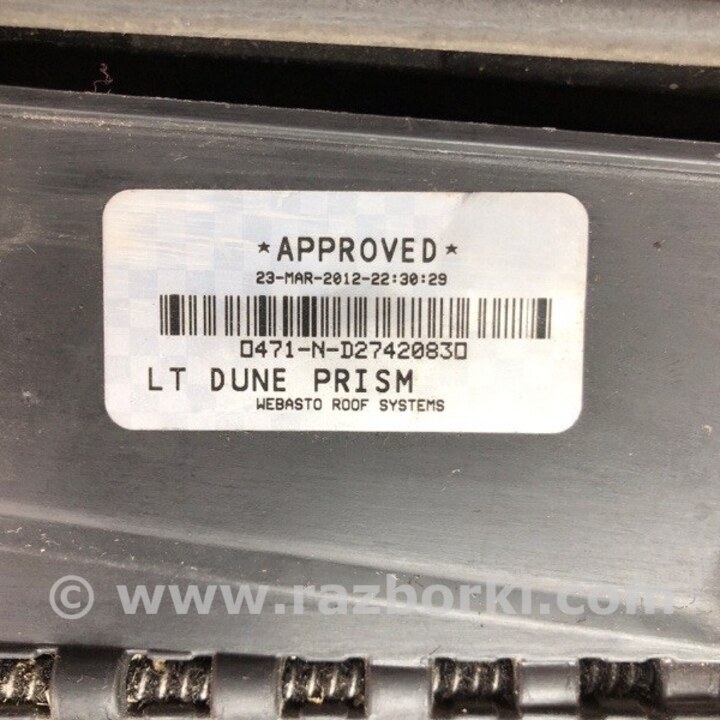 *APPROVED*
23-MAR-2012-22:30:29
0471-N-D27420830
LT DUNE PRISM
WEBASTO ROOF SYSTEMS
© www.razborki.com